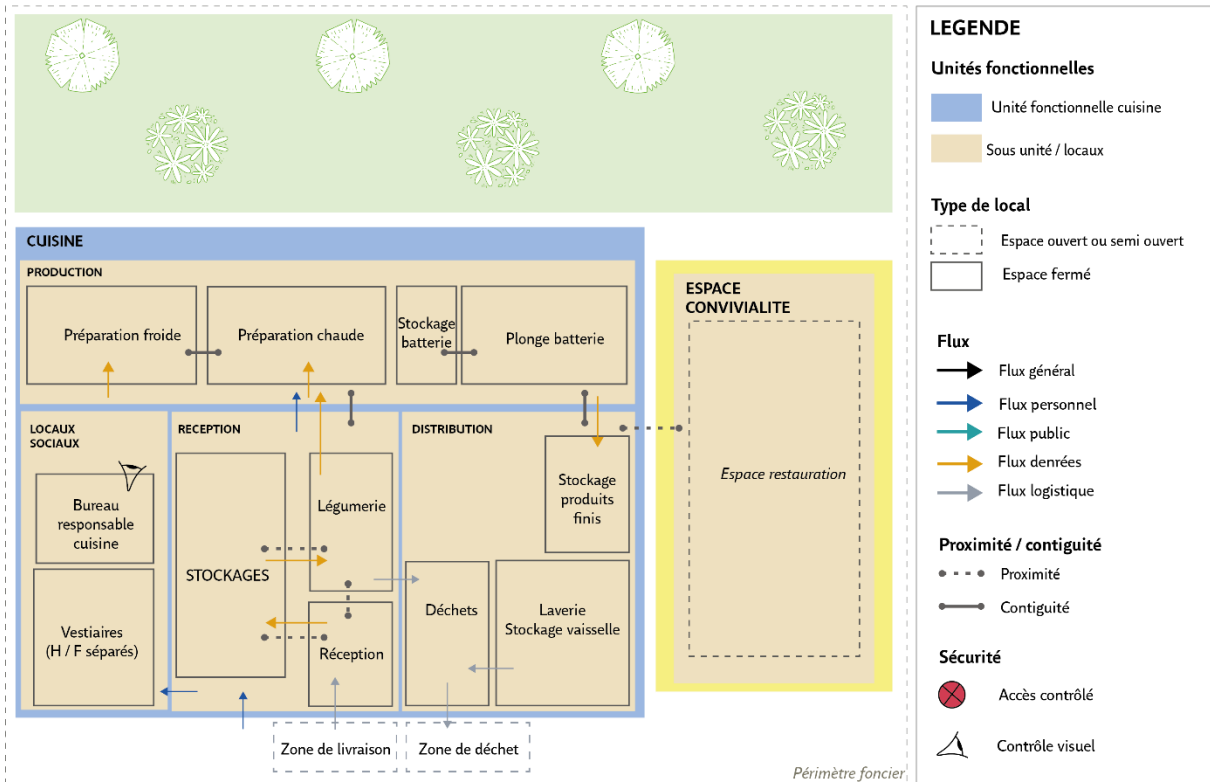 CUISINE
PRODUCTION
Préparation froide
Préparation chaude
Stockage
batterie
Plonge batterie
LOCAUX
SOCIAUX
Bureau
responsable
cuisine
Vestiaires
(H / F séparés)
RECEPTION
STOCKAGES
Légumerie
Réception
DISTRIBUTION
Stockage
produits
finis
Déchets
Laverie
Stockage vaisselle
Zone de livraison
Zone de déchet
ESPACE
CONVIVIALITE
Espace restauration
Périmètre foncier
LEGENDE
Unités fonctionnelles
Unité fonctionnelle cuisine
Sous unité / locaux
Type de local
Espace ouvert ou semi ouvert
Espace fermé
Flux
Flux général
Flux personnel
Flux public
Flux denrées
Flux logistique
Proximité / contiguité
Proximité
Contiguité
Sécurité
Accès contrôlé
Contrôle visuel